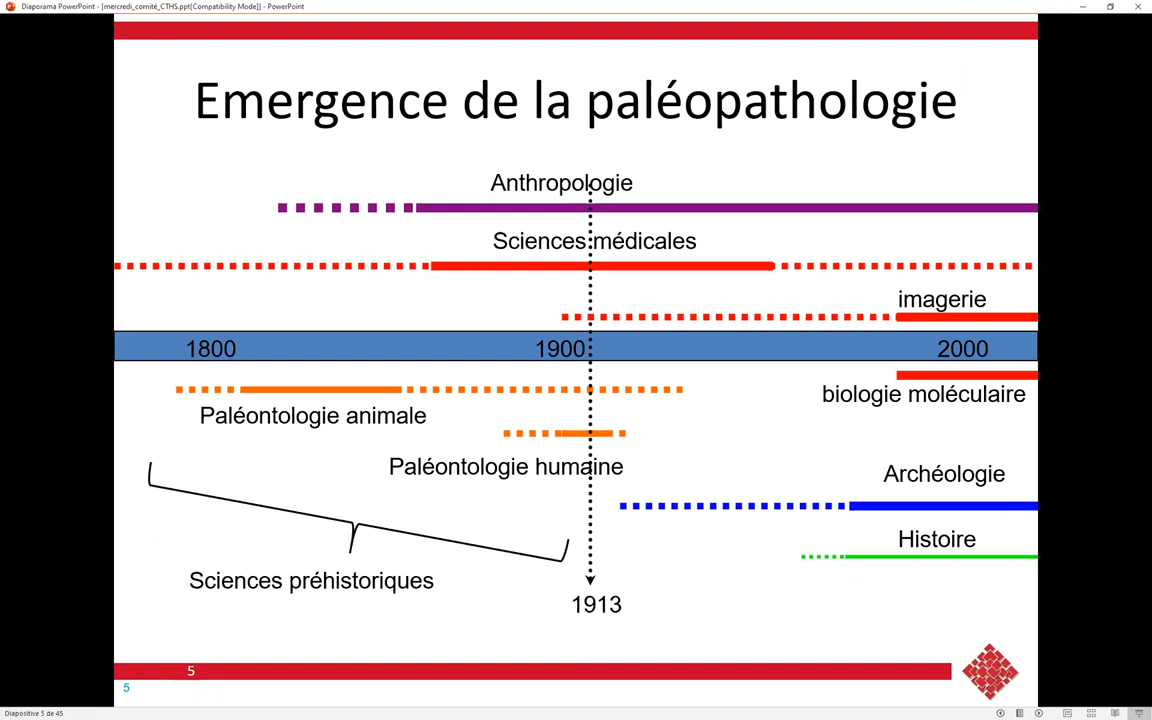 Diaporama PowerPoint - [mercredi_comité_CTHS.ppt[Compatibility Mode]] - PowerPoint
Emergence de la paléopathologie
Anthropologie
Sciences médicales
imagerie
1800 1900 2000
biologie moléculaire
Paléontologie animale
Paléontologie humaine
Archéologie
Histoire
Sciences préhistoriques
1913
5
5
Diapositive 5 de 45